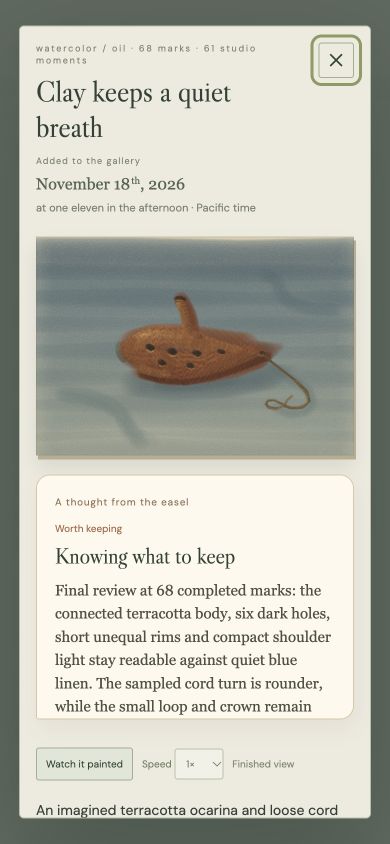 watercolor / oil · 68 marks · 61 studio
moments
Clay keeps a quiet
breath
Added to the gallery
November 18th, 2026
at one eleven in the afternoon · Pacific time
A thought from the easel
Worth keeping
Knowing what to keep
Final review at 68 completed marks: the
connected terracotta body, six dark holes,
short unequal rims and compact shoulder
light stay readable against quiet blue
linen. The sampled cord turn is rounder,
while the small loop and crown remain
Watch it painted Speed 1× Finished view
An imagined terracotta ocarina and loose cord